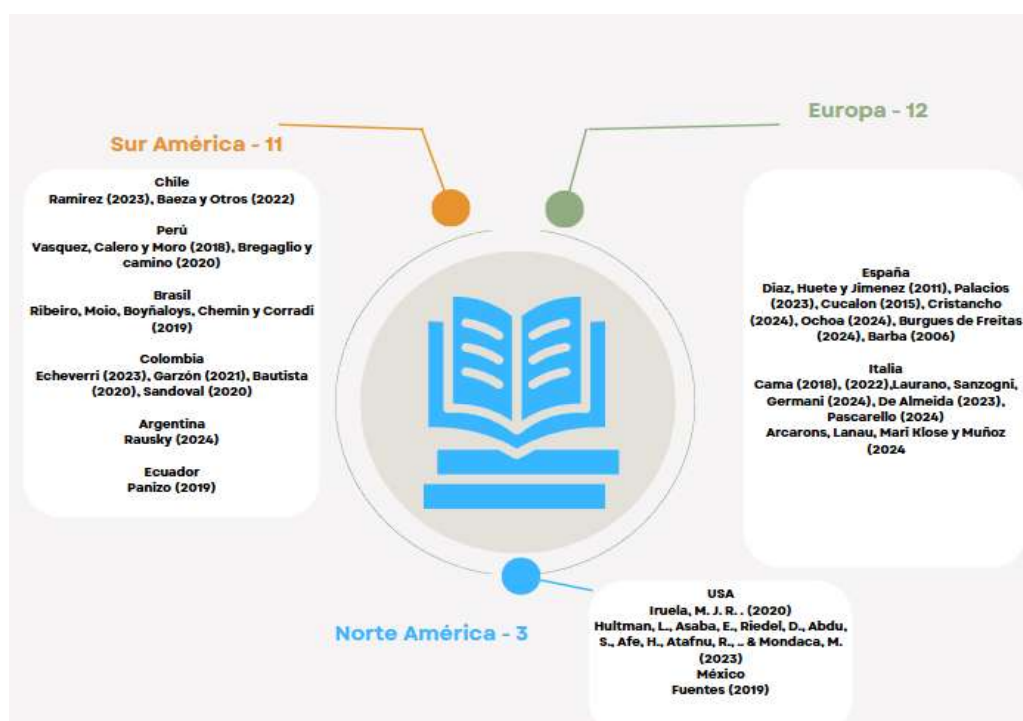 Sur América - 11
Chile
Ramirez (2023), Baeza y Otros (2022)
Perú
Vasquez, Calero y Moro (2018), Bregaglio y
camino (2020)
Brasil
Ribeiro, Moio, Boyñaloys, Chemin y Corradi
(2019)
Colombia
Echeverri (2023), Garzón (2021), Bautista
(2020), Sandoval (2020)
Argentina
Rausky (2024)
Ecuador
Panizo (2019)
Europa - 12
España
Diaz, Huete y Jimenez (2011), Palacios
(2023), Cucalon (2015), Cristancho
(2024), Ochoa (2024), Burgues de Freitas
(2024), Barba (2006)
Italia
Cama (2018), (2022),Laurano, Sanzogni,
Germani (2024), De Almeida (2023),
Pascarello (2024)
Arcarons, Lanau, Mari Klose y Muñoz
(2024
Norte América - 3
USA
Iruela, M. J. R. . (2020)
Hultman, L., Asaba, E., Riedel, D., Abdu,
S., Afe, H., Atafnu, R., .. & Mondaca, M.
(2023)
México
Fuentes (2019)